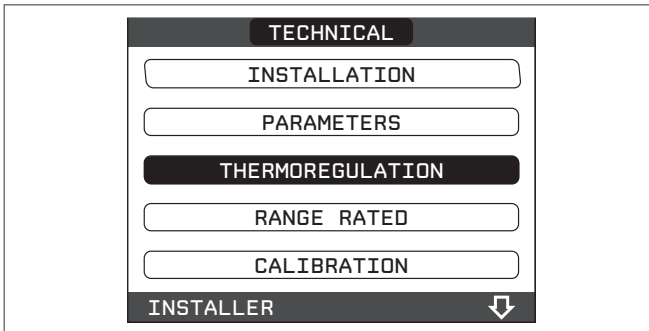 TECHNICAL
INSTALLATION
PARAMETERS
THERMOREGULATION
RANGE RATED
CALIBRATION
INSTALLER